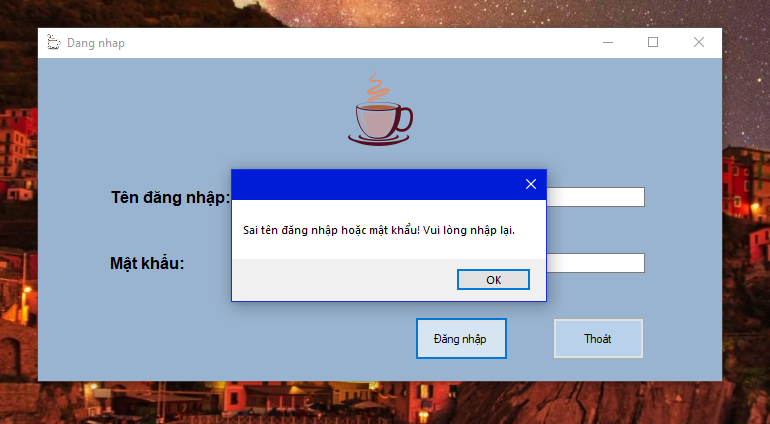 Dang nhap
Tên đăng nhập:
Sai tên đăng nhập hoặc mật khẩu! Vui lòng nhập lại.
Mật khẩu:
OK
Đăng nhập
Thoát